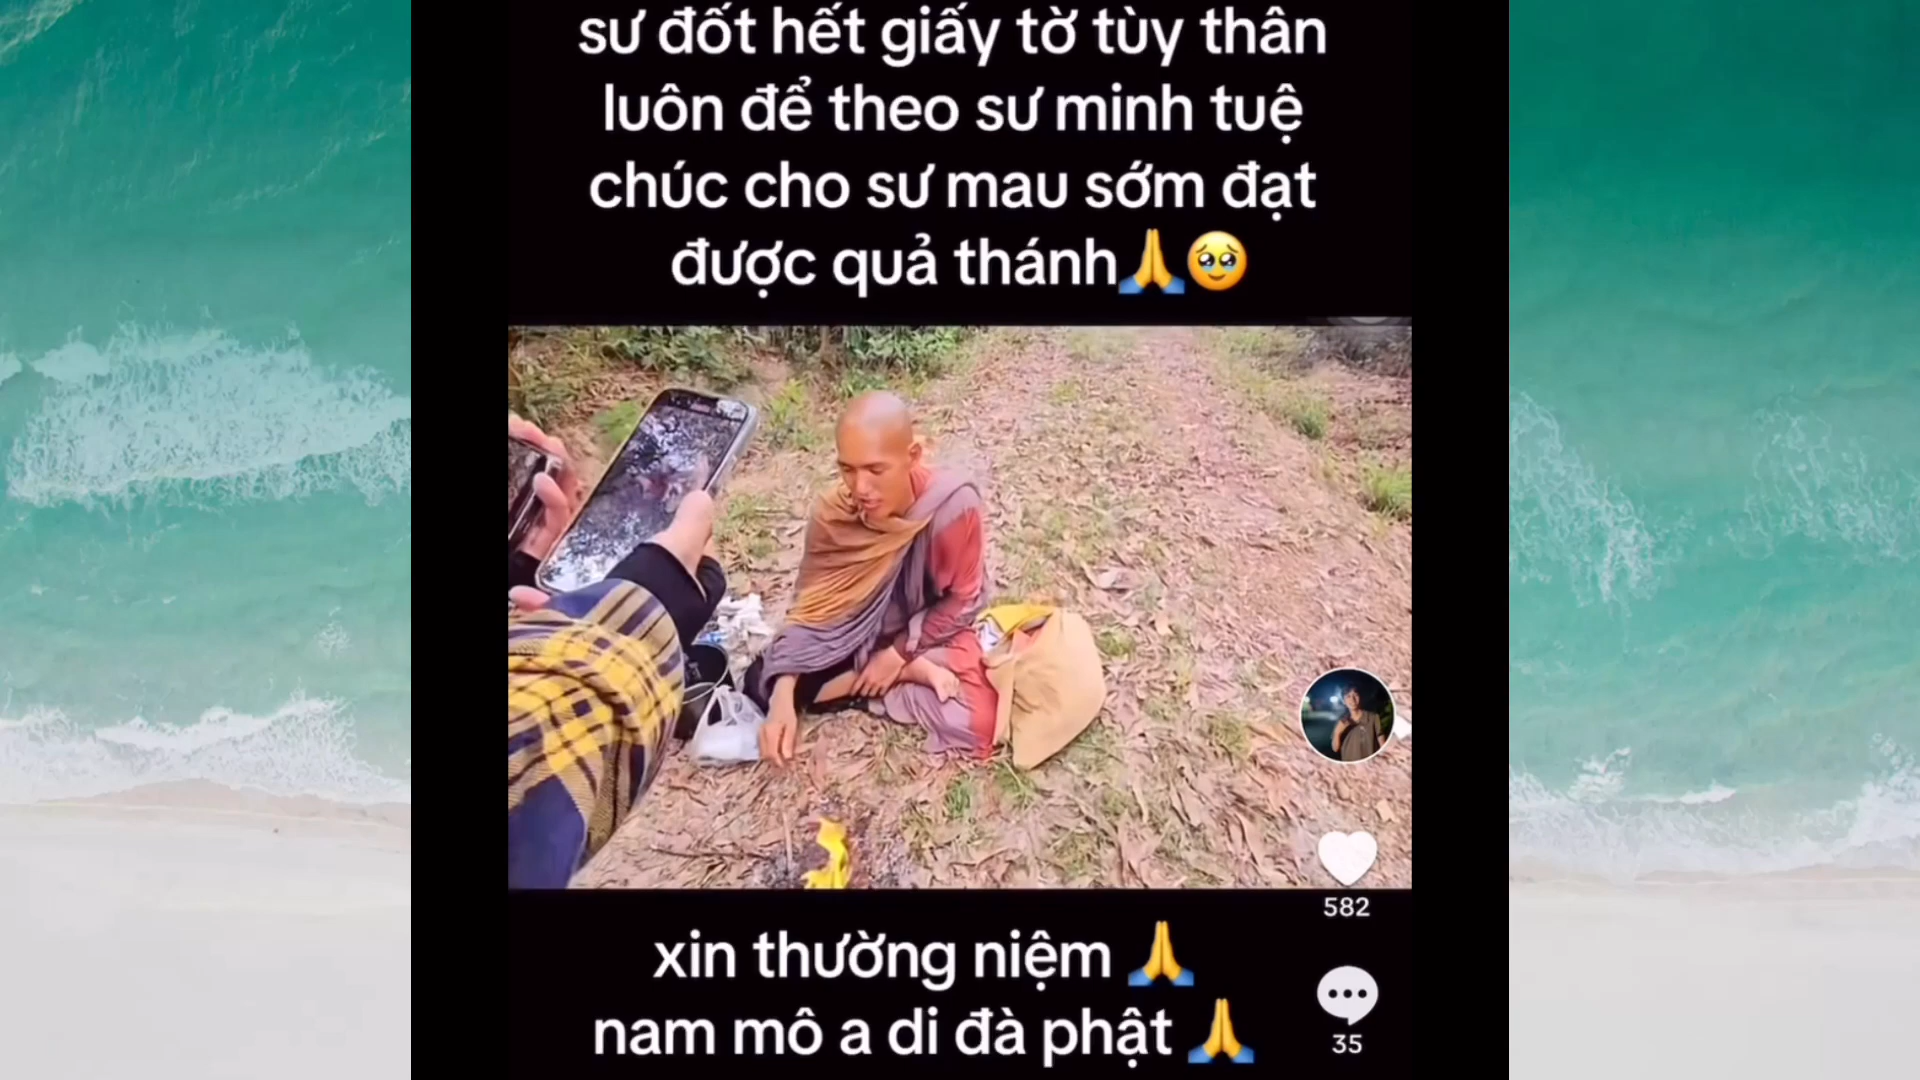 sư đốt hết giấy tờ tùy thân
luôn để theo sư minh tuệ
chúc cho sư mau sớm đạt
được quả thánh🙏🥹
582
xin thường niệm 🙏
nam mô a di đà phật 🙏
35